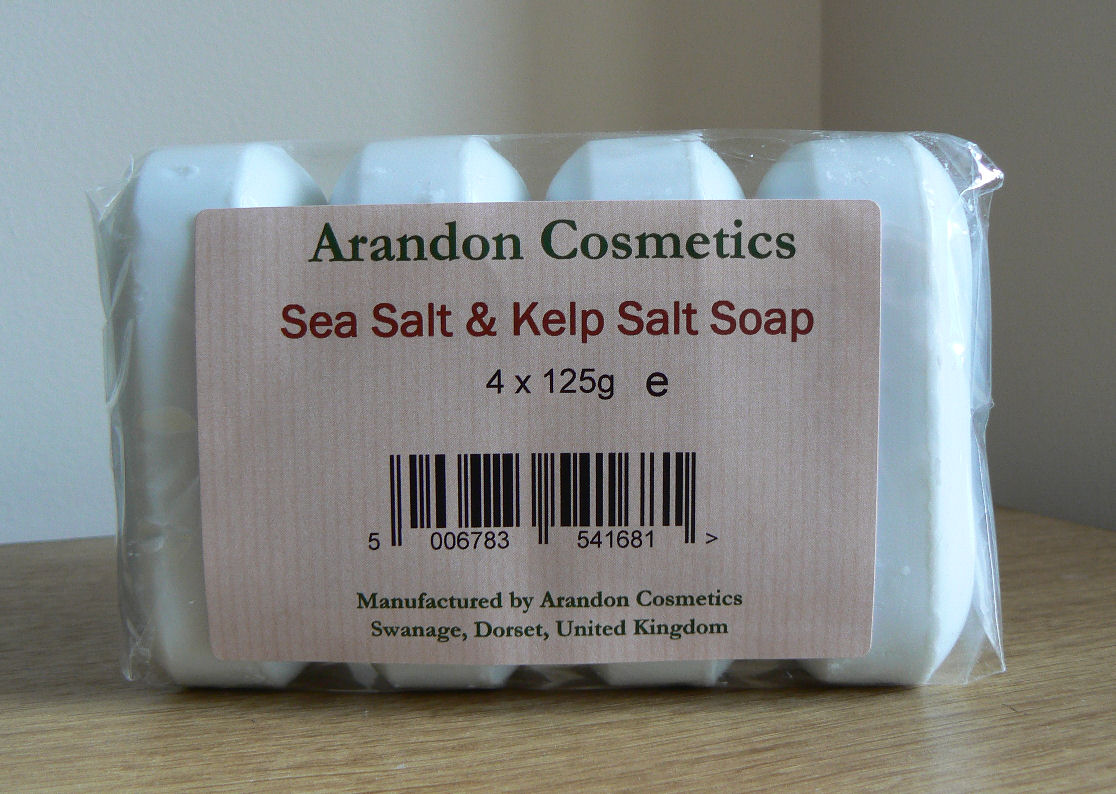 Arandon Cosmetics
Sea Salt & Kelp Salt Soap
4 x 125g e
5 006783 541681 >
Manufactured by Arandon Cosmetics
Swanage, Dorset, United Kingdom